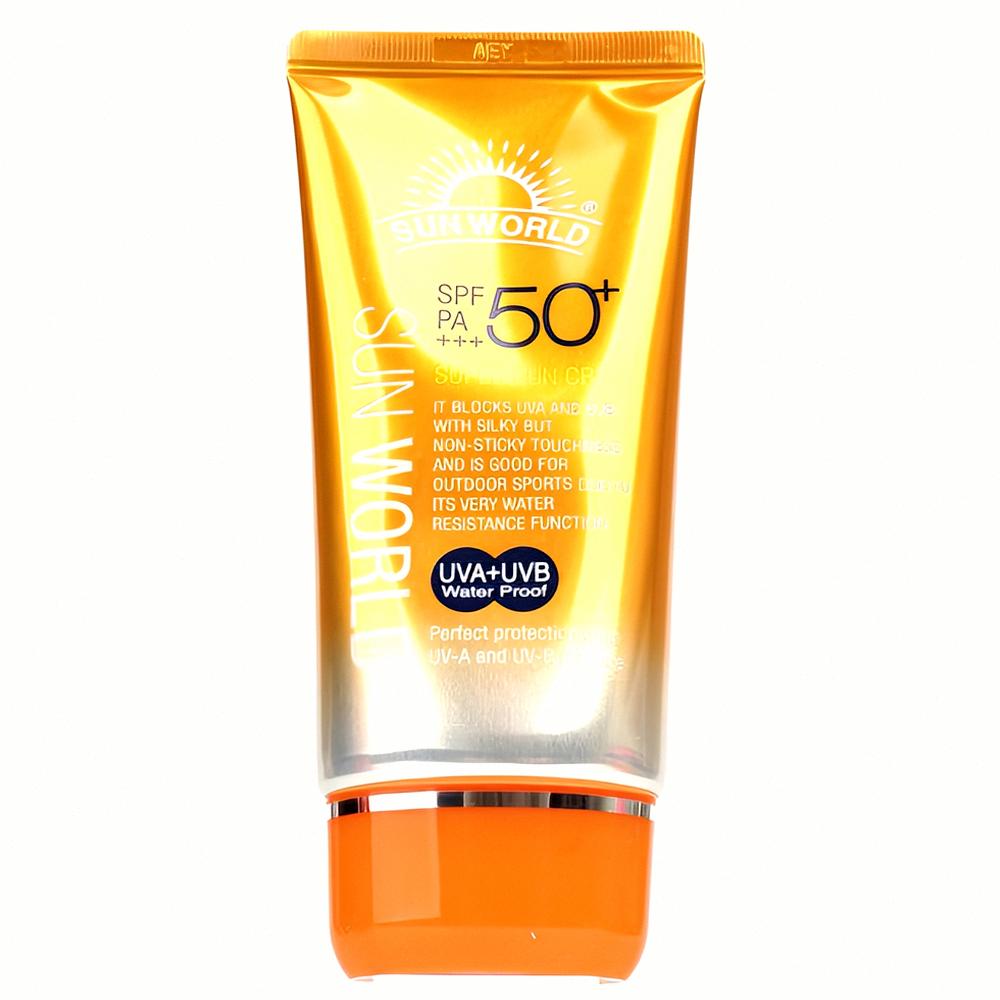 SUN WORLD
®
SPF
PA
+++
50+
SUN WORLD
IT BLOCKS UVA AND
WITH SILKY BUT
NON-STICKY
AND IS GOOD FOR
OUTDOOR SPORTS
ITS VERY WATER
RESISTANCE FUNCTION
UVA+UVB
Water Proof
Perfect protection
UV-A and